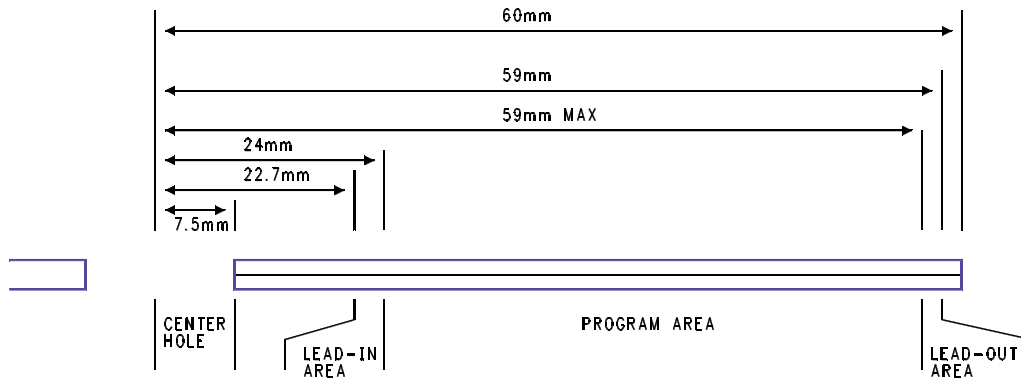 60mm
59mm
59mm MAX
24mm
22.7mm
7.5mm
CENTER
HOLE
LEAD-IN
AREA
PROGRAM AREA
LEAD-OUT
AREA